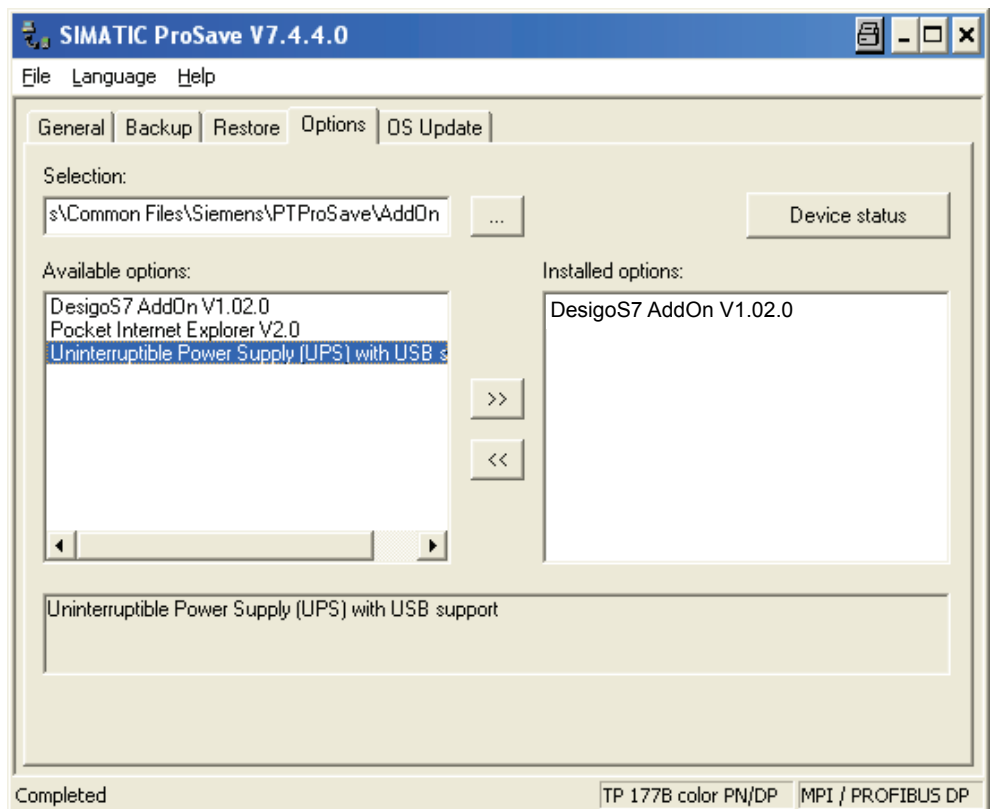 SIMATIC ProSave V7.4.4.0
File Language Help
General Backup Restore Options OS Update
Selection:
s\Common Files\Siemens\PTProSave\AddOn ... Device status
Available options: Installed options:
DesigoS7 AddOn V1.02.0 DesigoS7 AddOn V1.02.0
Pocket Internet Explorer V2.0
Uninterruptible Power Supply (UPS) with USB s
>>
<<
Uninterruptible Power Supply (UPS) with USB support
Completed TP 177B color PN/DP MPI / PROFIBUS DP